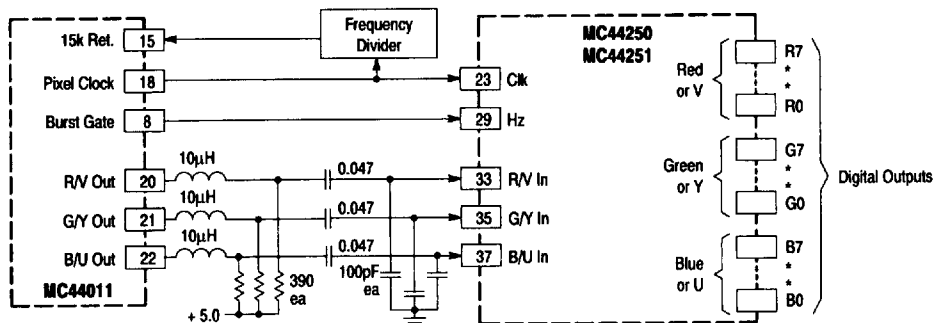 15k Ret.
15
Frequency
Divider
MC44250
MC44251
Pixel Clock
18
23
Clk
Burst Gate
8
29
Hz
R/V Out
20
10μH
0.047
33
R/V In
G/Y Out
21
10μH
0.047
35
G/Y In
B/U Out
22
10μH
0.047
37
B/U In
MC44011
+ 5.0
390
ea
100pF
ea
Red
or V
R7
*
*
R0
Green
or Y
G7
*
*
G0
Digital Outputs
Blue
or U
B7
*
*
B0